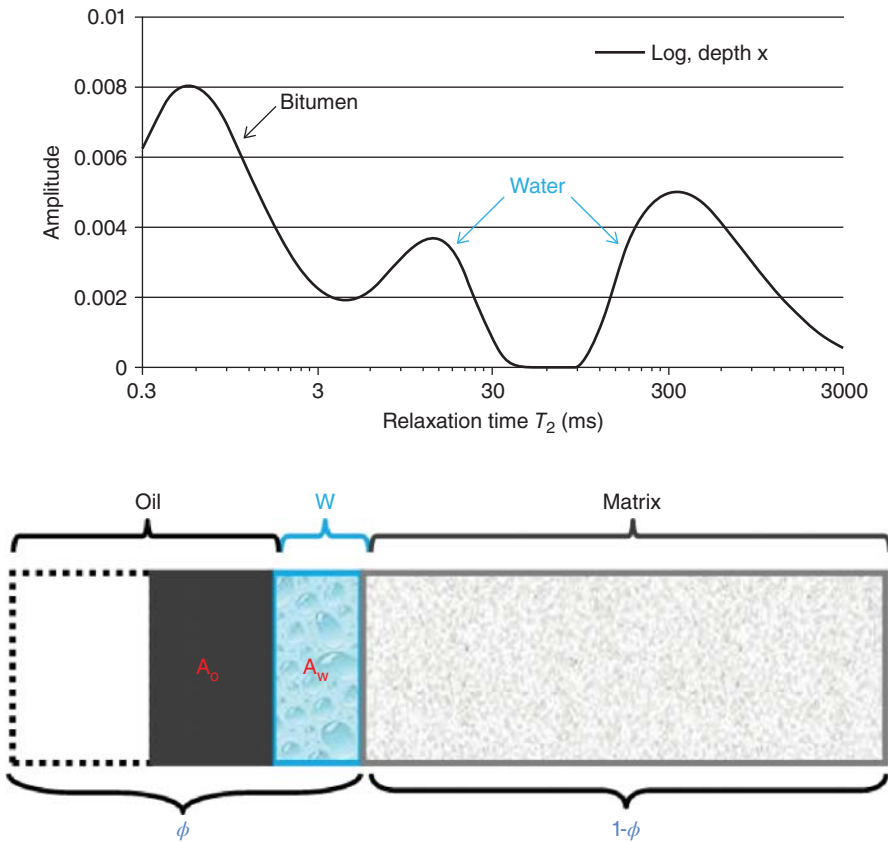 0.01
Log, depth x
0.008
Bitumen
0.006
Water
Amplitude
0.004
0.002
0
0.3
3
30
300
3000
Relaxation time T₂ (ms)
Oil
W
Matrix
Aₒ
A_w
ϕ
1-ϕ